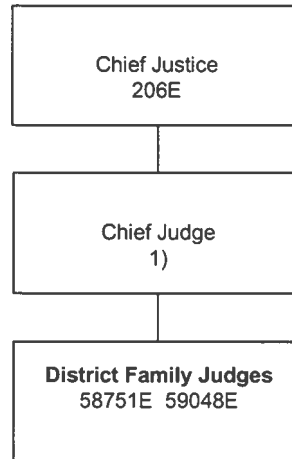 Chief Justice
206E
Chief Judge
1)
District Family Judges
58751E 59048E